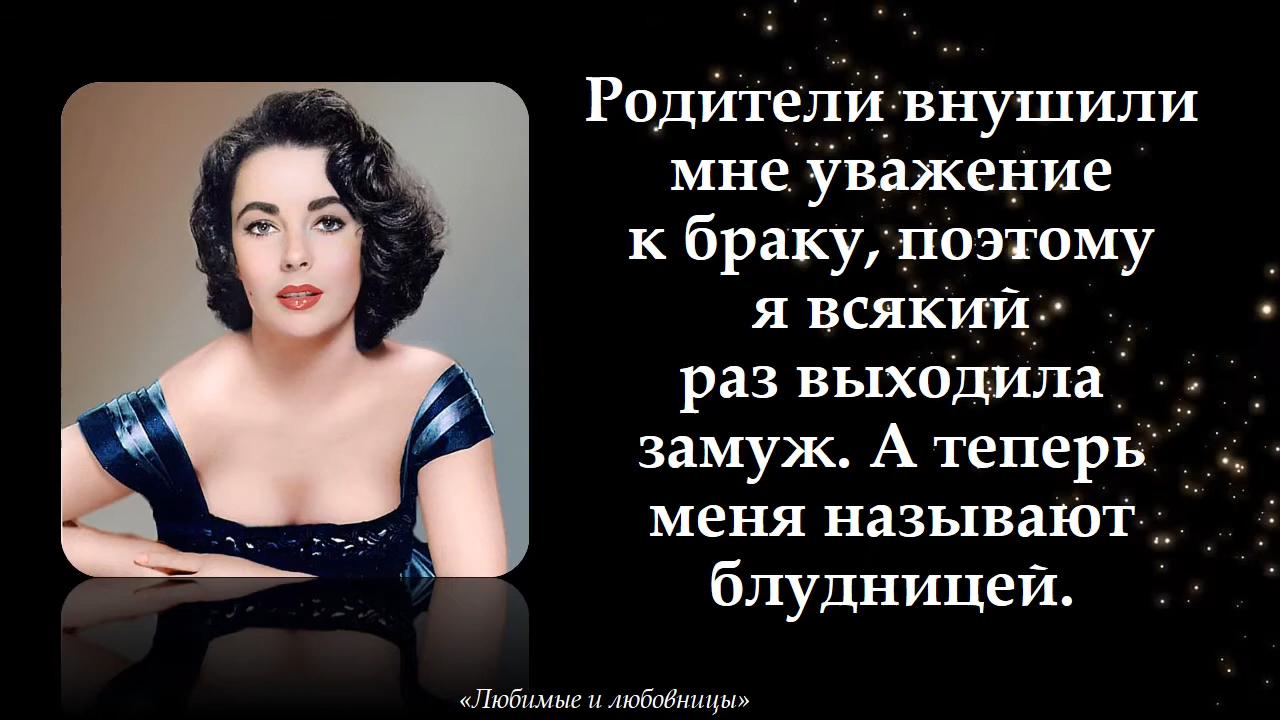 Родители внушили
мне уважение
к браку, поэтому
я всякий
раз выходила
замуж. А теперь
меня называют
блудницей.
«Любимые и любовницы»